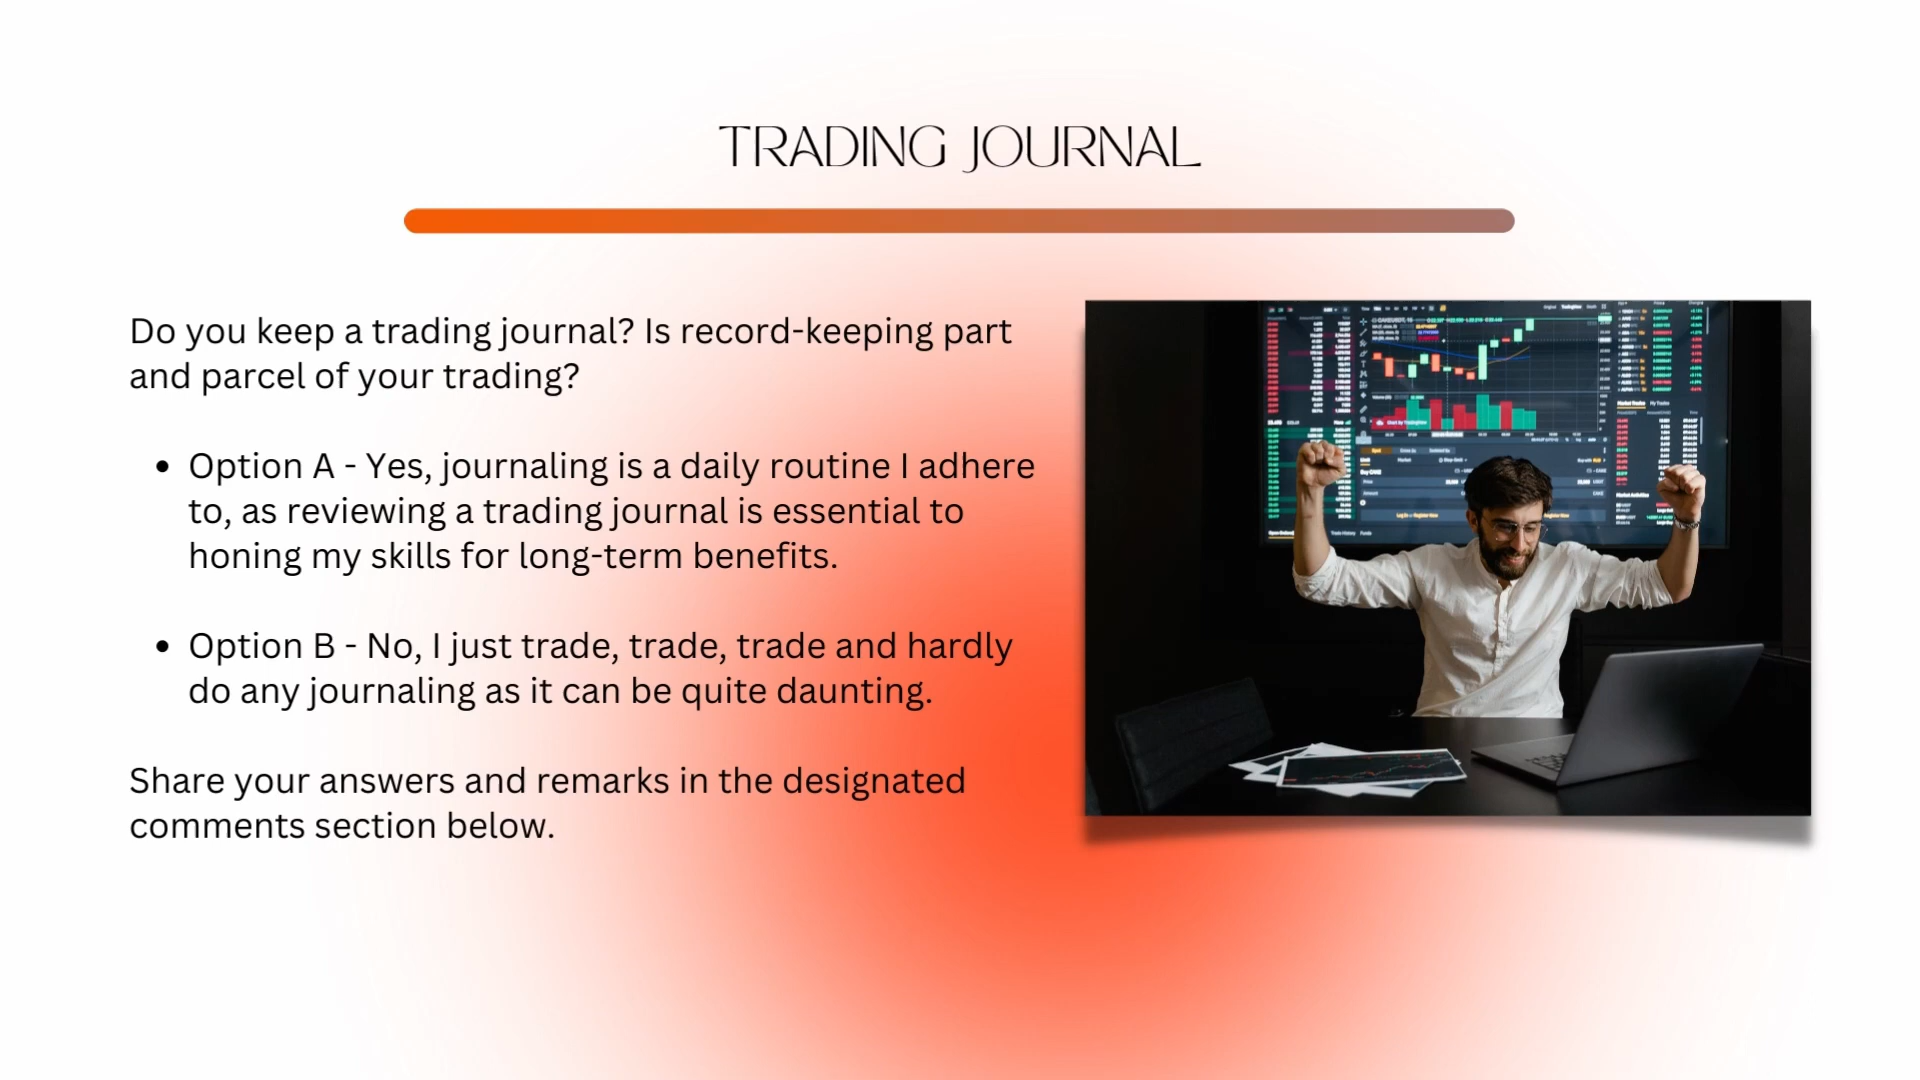 TRADING JOURNAL
Do you keep a trading journal? Is record-keeping part
and parcel of your trading?
• Option A - Yes, journaling is a daily routine I adhere
to, as reviewing a trading journal is essential to
honing my skills for long-term benefits.
• Option B - No, I just trade, trade, trade and hardly
do any journaling as it can be quite daunting.
Share your answers and remarks in the designated
comments section below.